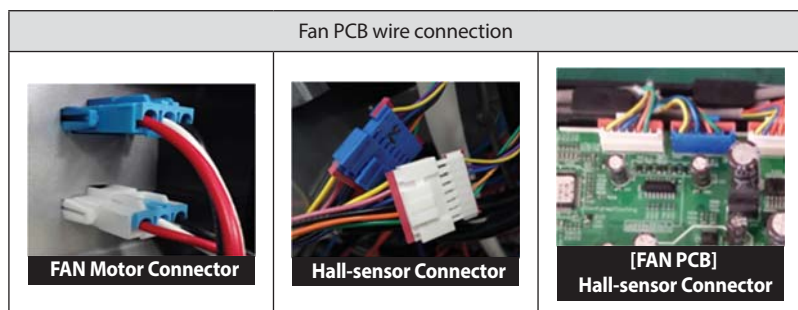 Fan PCB wire connection
FAN Motor Connector
Hall-sensor Connector
[FAN PCB]
Hall-sensor Connector